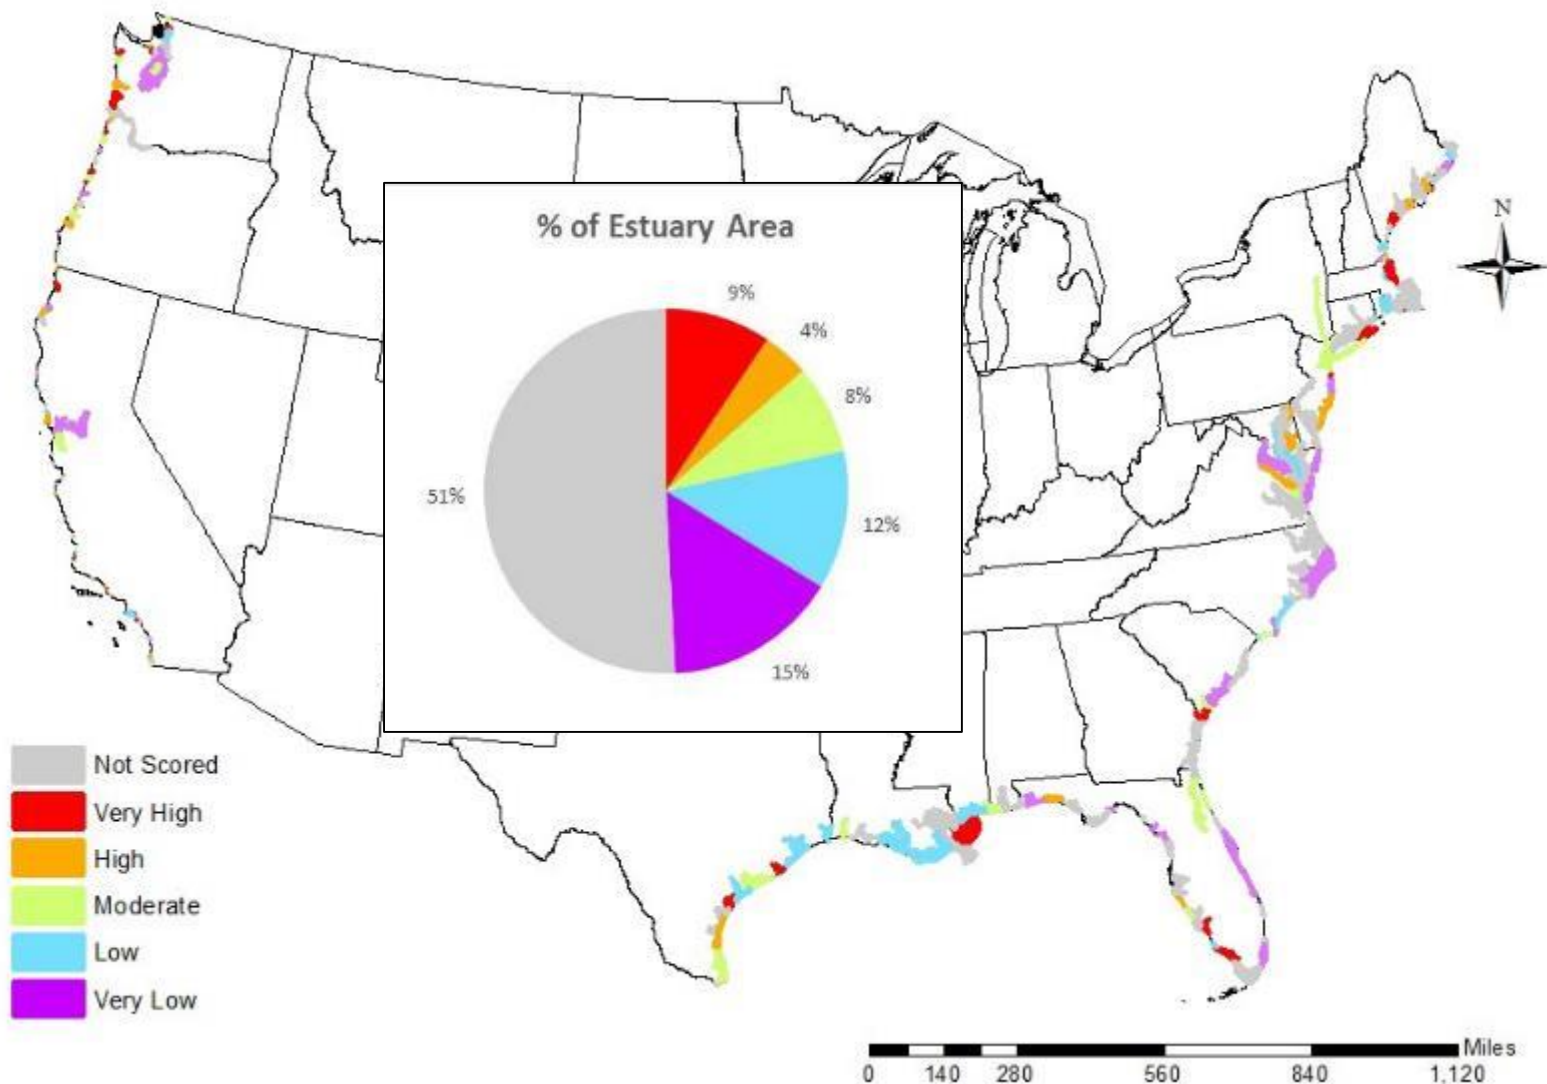 % of Estuary Area
9%
4%
8%
12%
15%
51%
N
Not Scored
Very High
High
Moderate
Low
Very Low
Miles
0 140 280 560 840 1.120